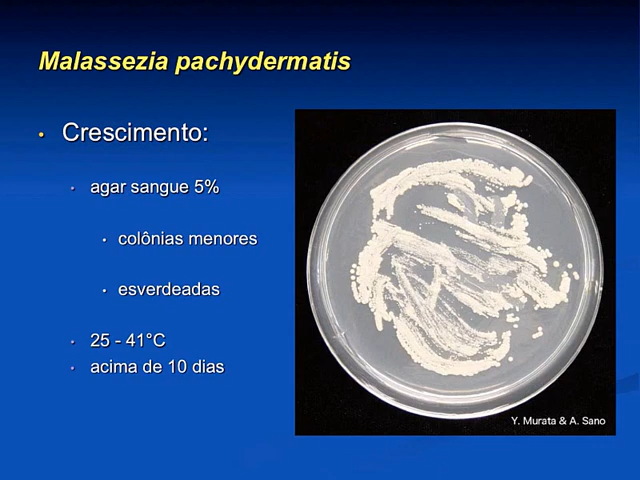 Malassezia pachydermatis
• Crescimento:
• agar sangue 5%
• colônias menores
• esverdeadas
• 25 - 41°C
• acima de 10 dias
Y. Murata & A. Sano